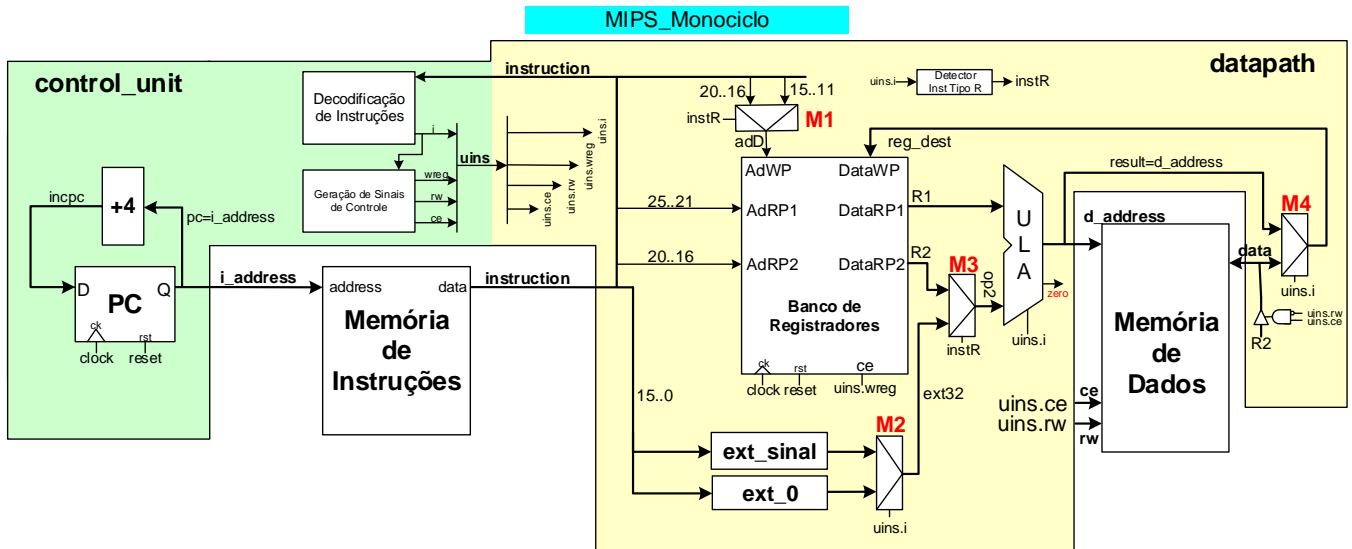 MIPS_Monociclo
control_unit
datapath
instruction
Decodificação
de Instruções
i
uins
uins.i
uins.wreg
uins.rw
uins.ce
Geração de Sinais
de Controle
wreg
rw
ce
20..16
15..11
instR
M1
adD
uins.i
Detector
Inst Tipo R
instR
reg_dest
result=d_address
incpc
+4
pc=i_address
D
PC
Q
ck
rst
clock
reset
i_address
address
data
Memória
de
Instruções
instruction
25..21
20..16
15..0
AdWP
DataWP
AdRP1
DataRP1
AdRP2
DataRP2
Banco de
Registradores
ck
rst
ce
clock
reset
uins.wreg
R1
R2
M3
op2
instR
ext32
U
L
A
zero
uins.i
d_address
data
M4
uins.i
uins.rw
uins.ce
R2
Memória
de
Dados
uins.ce
ce
uins.rw
rw
ext_sinal
ext_0
M2
uins.i